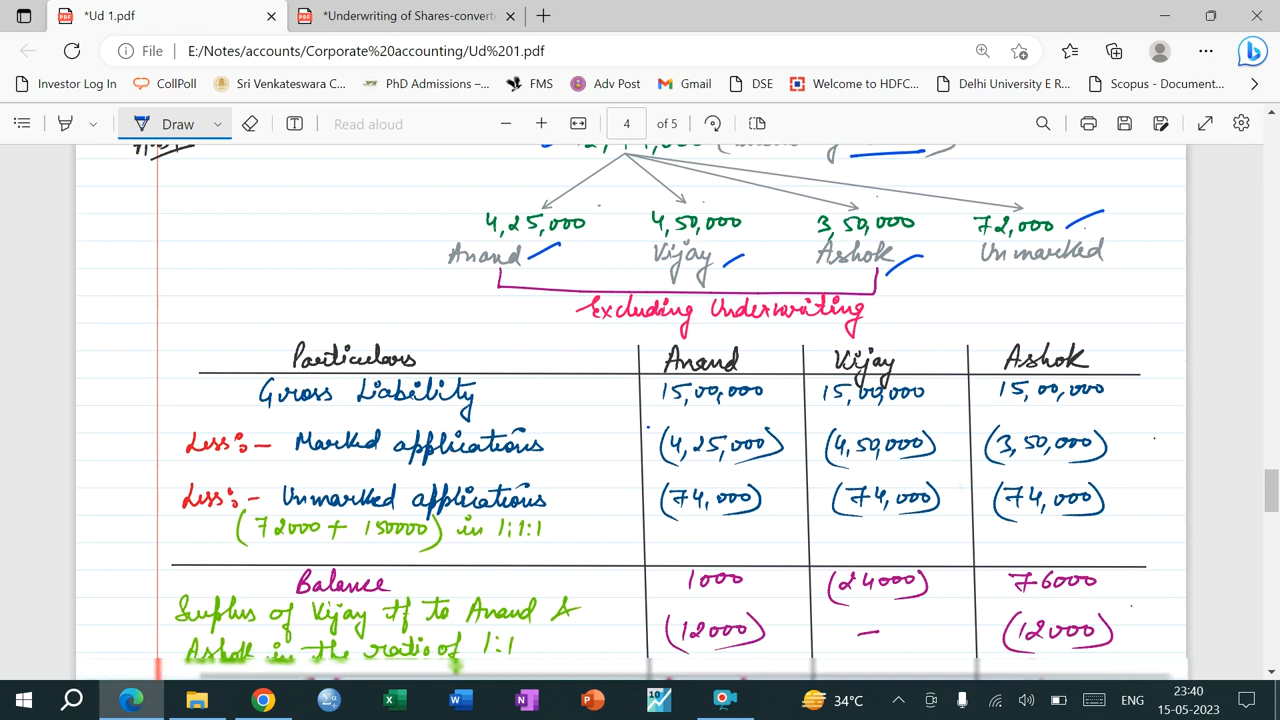 *Ud 1.pdf
*Underwriting of Shares-converte
File E:/Notes/accounts/Corporate%20accounting/Ud%201.pdf
Investor Log In CollPoll Sri Venkateswara C... PhD Admissions –... FMS Adv Post Gmail DSE Welcome to HDFC... Delhi University E R... Scopus - Document...
Draw Read aloud 4 of 5
4,25,000 4,50,000 3,50,000 72,000
Anand Vijay Ashok Unmarked
Excluding Underwriting
Particulars Anand Vijay Ashok
Gross Liability 15,00,000 15,00,000 15,00,000
Less:- Marked applications (4,25,000) (4,50,000) (3,50,000)
Less:- Unmarked applications (74,000) (74,000) (74,000)
(72000 + 150000) in 1:1:1
Balance 1000 (24000) 76000
Surplus of Vijay tf to Anand & (12000) — (12000)
Ashok in the ratio of 1:1
10
34°C ENG 23:40
15-05-2023